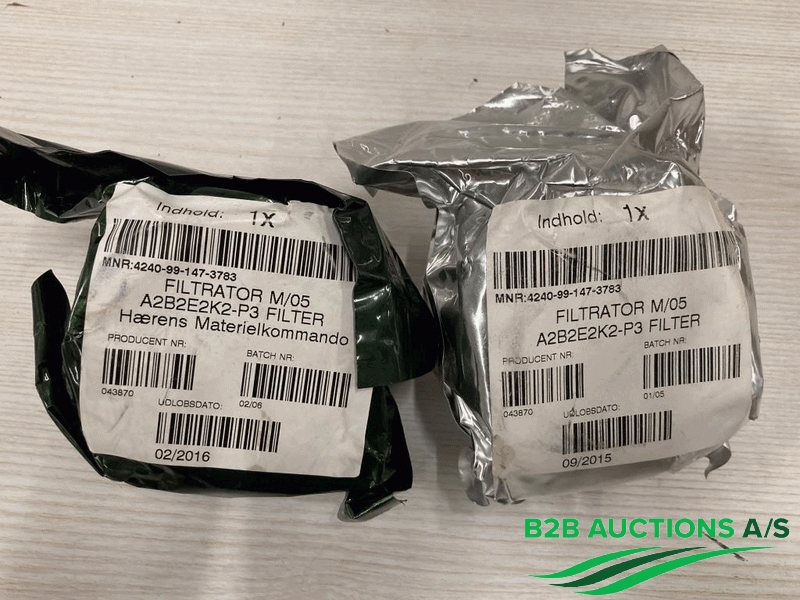 Indhold: 1x
MNR:4240-99-147-3783
FILTRATOR M/05
A2B2E2K2-P3 FILTER
Hærens Materielkommando
PRODUCENT NR:
BATCH NR:
043870
02/06
UDLOBSDATO:
02/2016
Indhold: 1x
MNR:4240-99-147-3783
FILTRATOR M/05
A2B2E2K2-P3 FILTER
PRODUCENT NR:
BATCH NR:
043870
01/05
UDLOBSDATO:
09/2015
B2B AUCTIONS A/S